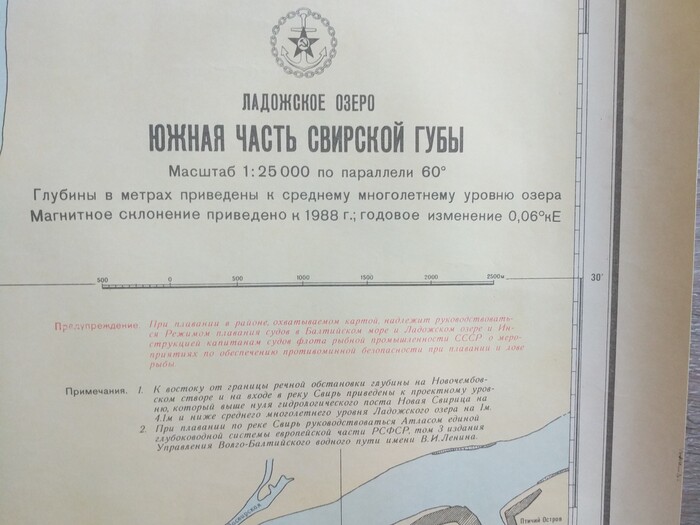 ЛАДОЖСКОЕ ОЗЕРО
ЮЖНАЯ ЧАСТЬ СВИРСКОЙ ГУБЫ
Масштаб 1:25 000 по параллели 60°
Глубины в метрах приведены к среднему многолетнему уровню озера
Магнитное склонение приведено к 1988 г.; годовое изменение 0,06°кЕ
500 0 500 1000 1500 2000 2500м
30°
Предупреждение. При плавании в районе, охватываемом картой, надлежит руководствовать-
ся Режимом плавания судов в Балтийском море и Ладожском озере и Ин-
струкцией капитанам судов флота рыбной промышленности СССР о меро-
приятиях по обеспечению противоминной безопасности при плавании и лове
рыбы.
Примечания. 1. К востоку от границы речной обстановки глубины на Новочембов-
ском створе и на входе в реку Свирь приведены к проектному уров-
ню, который выше нуля гидрологического поста Новая Свирица на
4.1м и ниже среднего многолетнего уровня Ладожского озера на 1м.
2. При плавании по реке Свирь руководствоваться Атласом единой
глубоководной системы европейской части РСФСР, том 3 издания
Управления Волго-Балтийского водного пути имени В.И.Ленина.
Птичий Остров